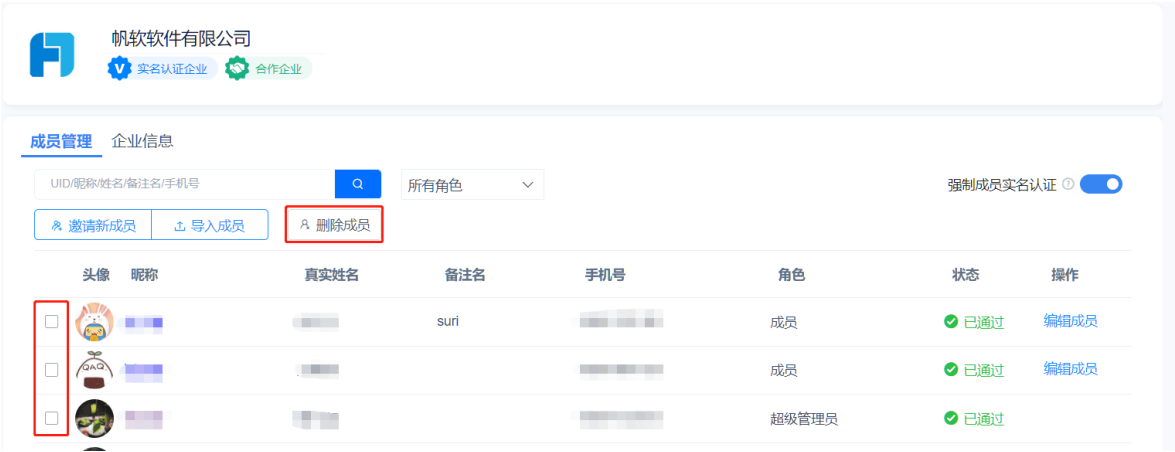 帆软软件有限公司
V 实名认证企业 合作企业
成员管理 企业信息
UID/昵称/姓名/备注名/手机号 所有角色 强制成员实名认证 ?
邀请新成员 导入成员 删除成员
头像 昵称 真实姓名 备注名 手机号 角色 状态 操作
suri 成员 已通过 编辑成员
QAQ 成员 已通过 编辑成员
超级管理员 已通过